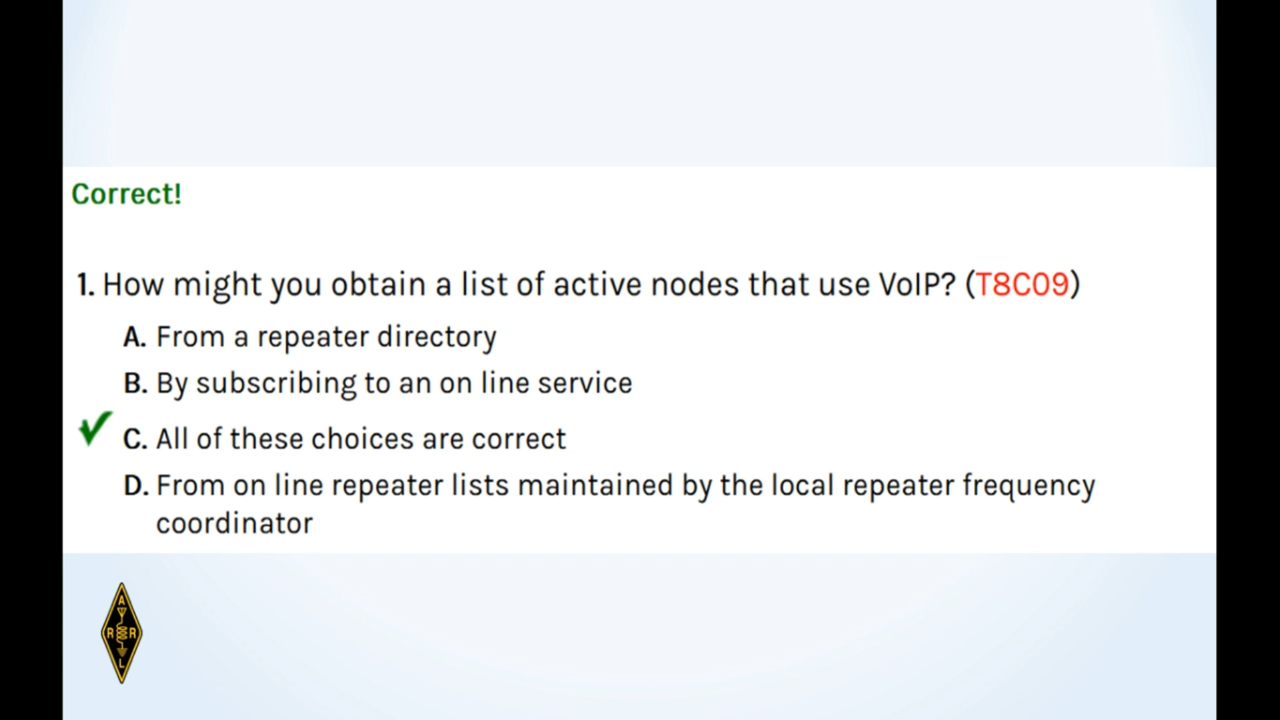 Correct!
1. How might you obtain a list of active nodes that use VoIP? (T8C09)
A. From a repeater directory
B. By subscribing to an on line service
C. All of these choices are correct
D. From on line repeater lists maintained by the local repeater frequency
coordinator
A
R R
L